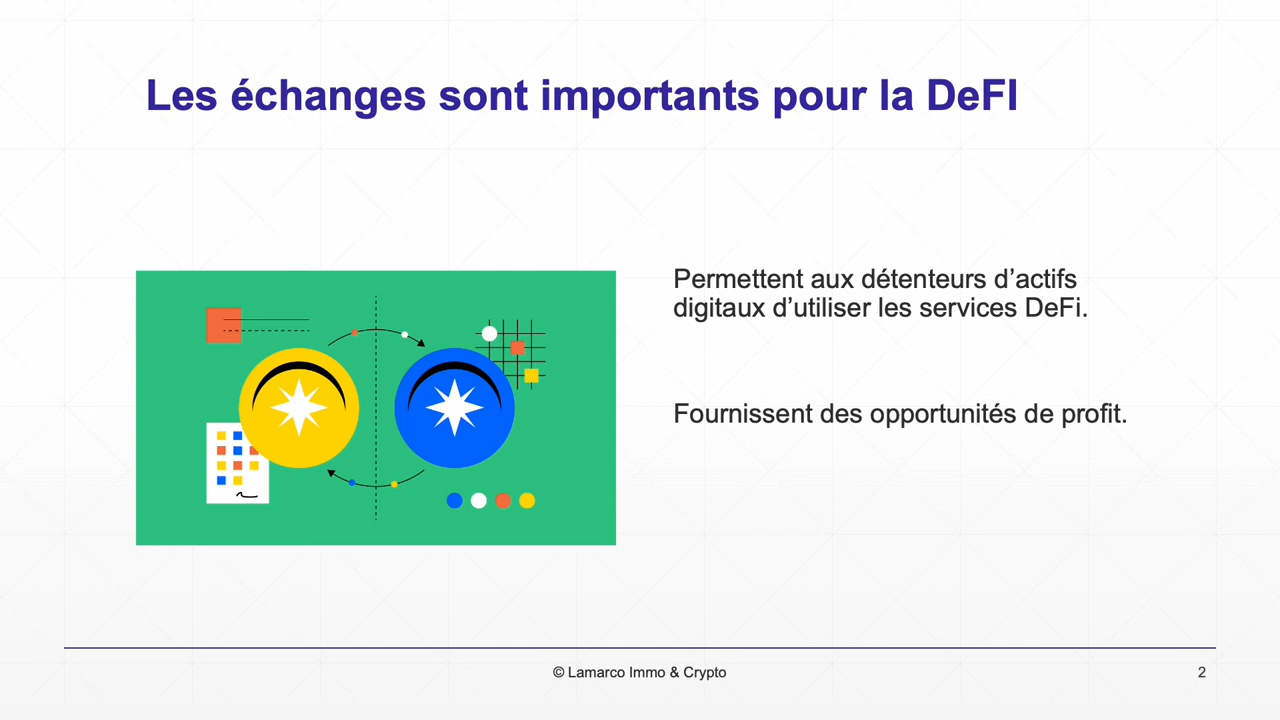 Les échanges sont importants pour la DeFI
Permettent aux détenteurs d’actifs
digitaux d’utiliser les services DeFi.
Fournissent des opportunités de profit.
© Lamarco Immo & Crypto
2